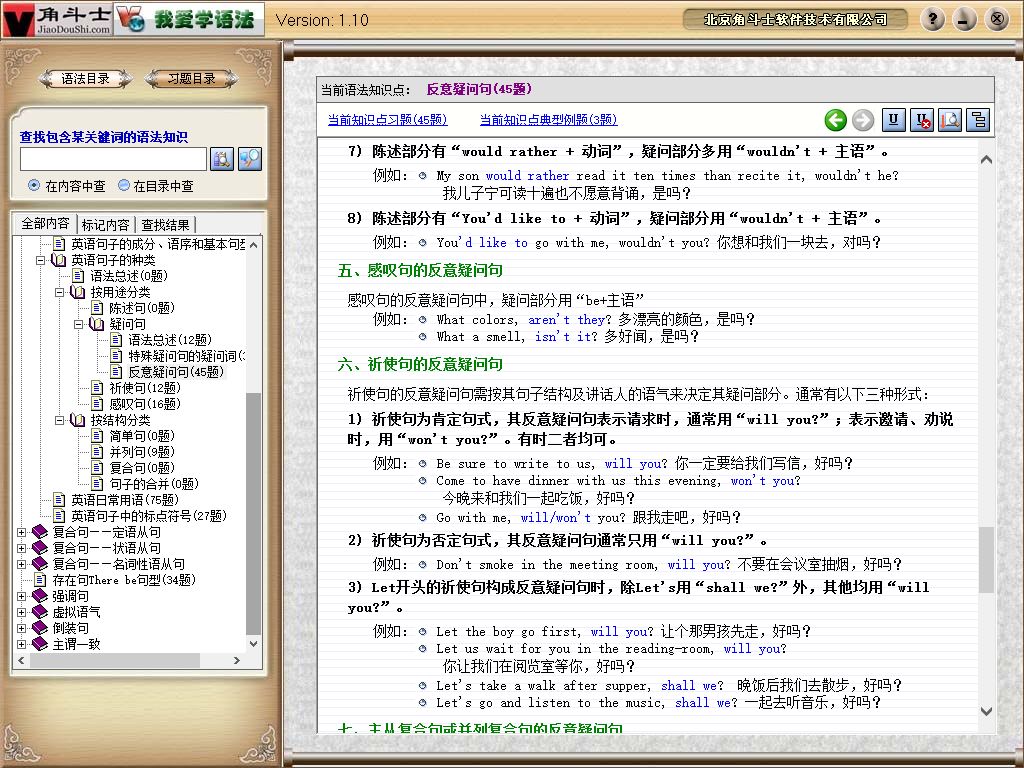 角斗士
JiaoDouShi.com
我爱学语法
Version: 1.10
北京角斗士软件技术有限公司
语法目录
习题目录
查找包含某关键词的语法知识
在内容中查
在目录中查
全部内容
标记内容
查找结果
英语句子的成分、语序和基本句型
英语句子的种类
语法总述(0题)
按用途分类
陈述句(0题)
疑问句
语法总述(12题)
特殊疑问句的疑问词(
反意疑问句(45题)
祈使句(12题)
感叹句(16题)
按结构分类
简单句(0题)
并列句(9题)
复合句(0题)
句子的合并(0题)
英语日常用语(75题)
英语句子中的标点符号(27题)
复合句——定语从句
复合句——状语从句
复合句——名词性语从句
存在句There be句型(34题)
强调句
虚拟语气
倒装句
主谓一致
当前语法知识点： 反意疑问句(45题)
当前知识点习题(45题) 当前知识点典型例题(3题)
7) 陈述部分有“would rather + 动词”，疑问部分多用“wouldn't + 主语”。
例如： My son would rather read it ten times than recite it, wouldn't he?
我儿子宁可读十遍也不愿意背诵，是吗？
8) 陈述部分有“You'd like to + 动词”，疑问部分用“wouldn't + 主语”。
例如： You'd like to go with me, wouldn't you? 你想和我们一块去，对吗？
五、感叹句的反意疑问句
感叹句的反意疑问句中，疑问部分用“be+主语”
例如： What colors, aren't they? 多漂亮的颜色，是吗？
What a smell, isn't it? 多好闻，是吗？
六、祈使句的反意疑问句
祈使句的反意疑问句需按其句子结构及讲话人的语气来决定其疑问部分。通常有以下三种形式：
1) 祈使句为肯定句式，其反意疑问句表示请求时，通常用“will you?”；表示邀请、劝说
时，用“won't you?”。有时二者均可。
例如： Be sure to write to us, will you? 你一定要给我们写信，好吗？
Come to have dinner with us this evening, won't you?
今晚来和我们一起吃饭，好吗？
Go with me, will/won't you? 跟我走吧，好吗？
2) 祈使句为否定句式，其反意疑问句通常只用“will you?”。
例如： Don't smoke in the meeting room, will you? 不要在会议室抽烟，好吗？
3) Let开头的祈使句构成反意疑问句时，除Let's用“shall we?”外，其他均用“will
you?”。
例如： Let the boy go first, will you? 让个那男孩先走，好吗？
Let us wait for you in the reading-room, will you?
你让我们在阅览室等你，好吗？
Let's take a walk after supper, shall we? 晚饭后我们去散步，好吗？
Let's go and listen to the music, shall we? 一起去听音乐，好吗？
七、主从复合句或并列复合句的反意疑问句